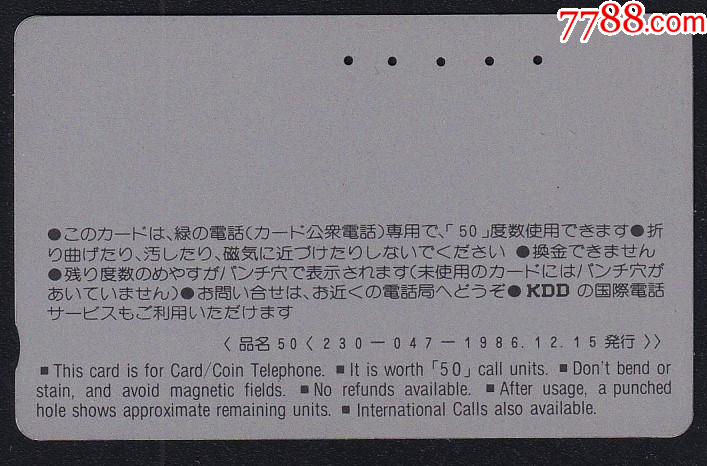 7788.com
●このカードは、緑の電話(カード公衆電話)専用で、「50」度数使用できます●折
り曲げたり、汚したり、磁気に近づけたりしないでください ●換金できません
●残り度数のめやすがパンチ穴で表示されます(未使用のカードにはパンチ穴が
あいていません)●お問い合せは、お近くの電話局へどうぞ● KDD の国際電話
サービスもご利用いただけます
〈 品名 50〈 230－047－1986.12.15 発行 〉〉
■ This card is for Card/Coin Telephone. ■ It is worth「50」call units. ■ Don't bend or
stain, and avoid magnetic fields. ■ No refunds available. ■ After usage, a punched
hole shows approximate remaining units. ■ International Calls also available.